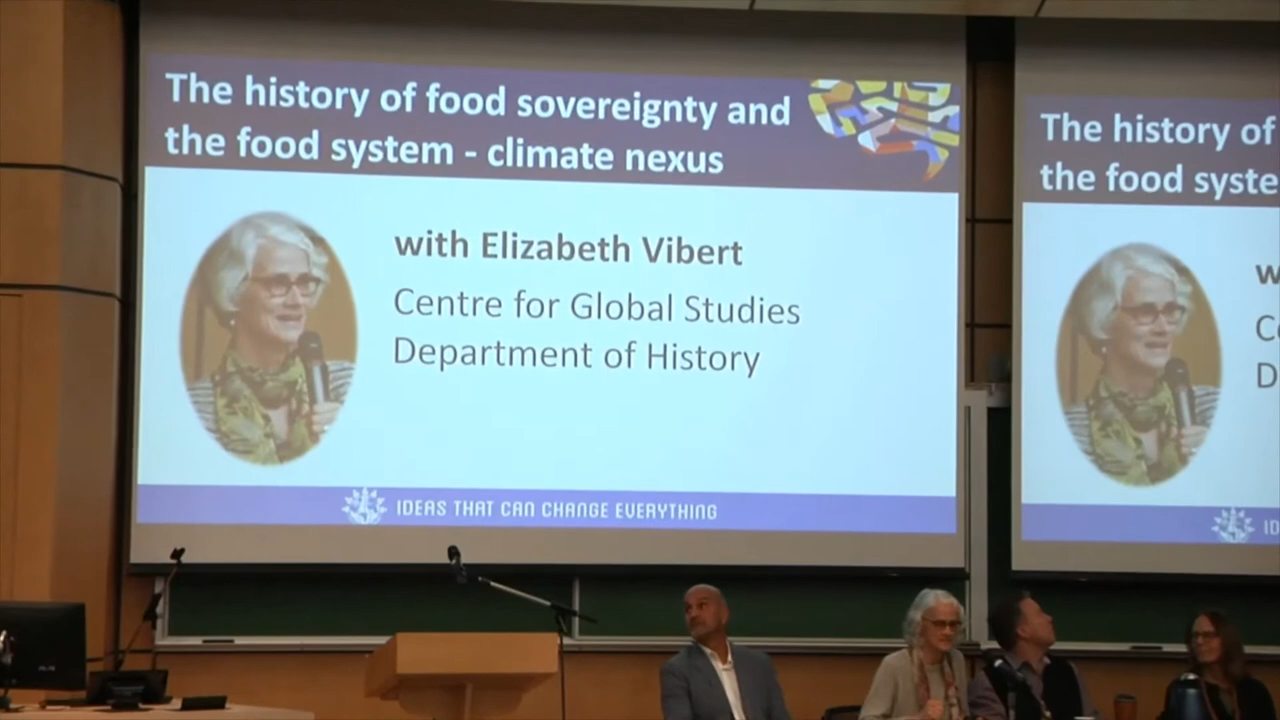 The history of food sovereignty and
the food system - climate nexus
with Elizabeth Vibert
Centre for Global Studies
Department of History
IDEAS THAT CAN CHANGE EVERYTHING
The history of
the food syste
w
C
D
ID